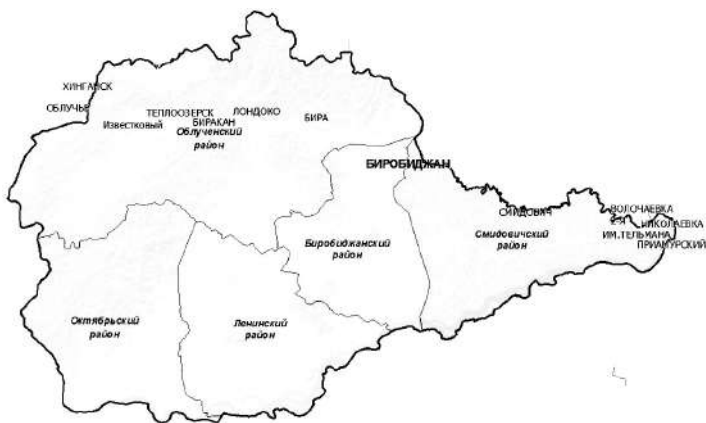 ХИНГАНСК
ОБЛУЧЬЕ
ТЕПЛООЗЕРСК
ЛОНДОКО
Известковый
БИРАКАН
БИРА
Облученский
район
БИРОБИДЖАН
СМИДОВИЧ
ВОЛОЧАЕВКА
НИКОЛАЕВКА
Смидовичский
район
ИМ.ТЕЛЬМАНА
ПРИАМУРСКИЙ
Биробиджанский
район
Октябрьский
район
Ленинский
район